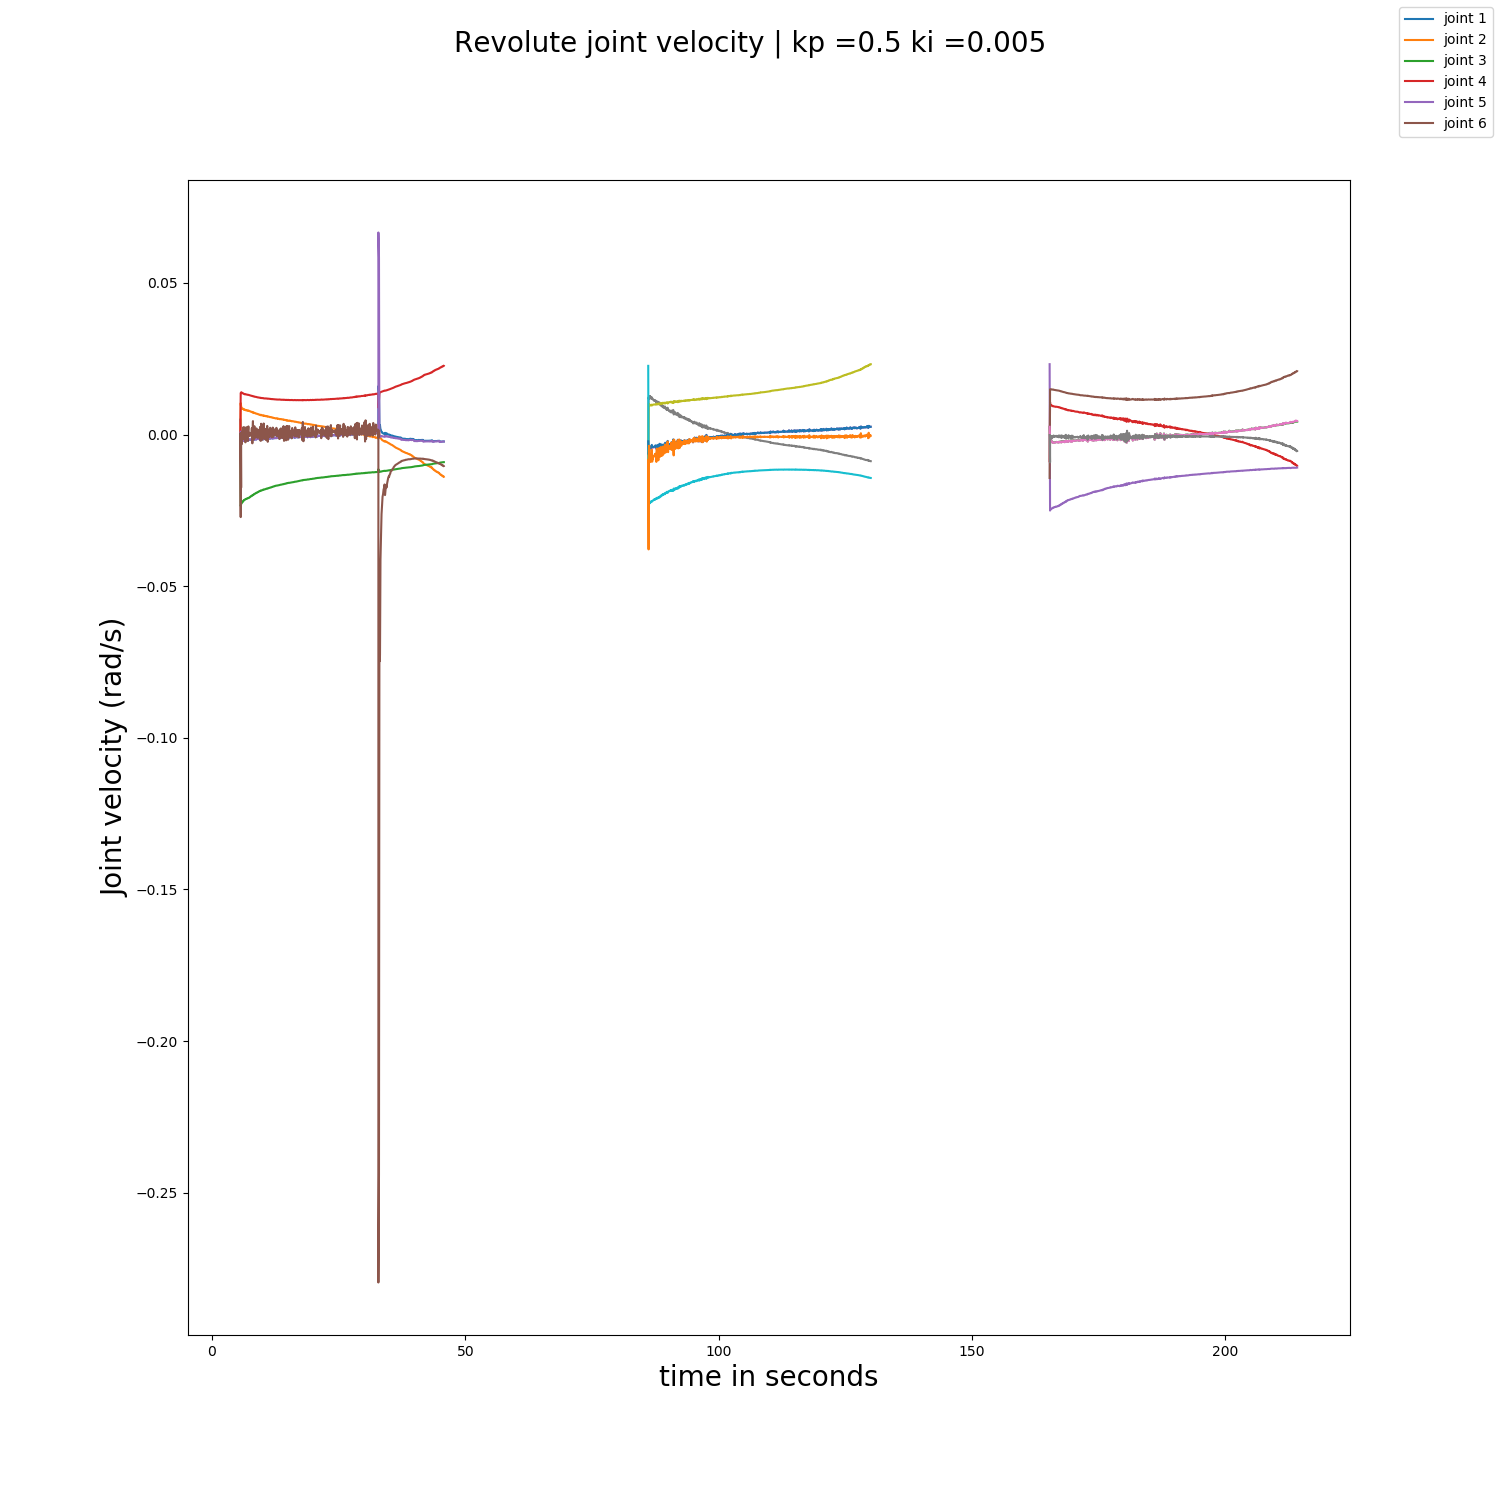 Revolute joint velocity | kp =0.5 ki =0.005
joint 1
joint 2
joint 3
joint 4
joint 5
joint 6
0.05
0.00
−0.05
−0.10
−0.15
−0.20
−0.25
Joint velocity (rad/s)
0
50
100
150
200
time in seconds